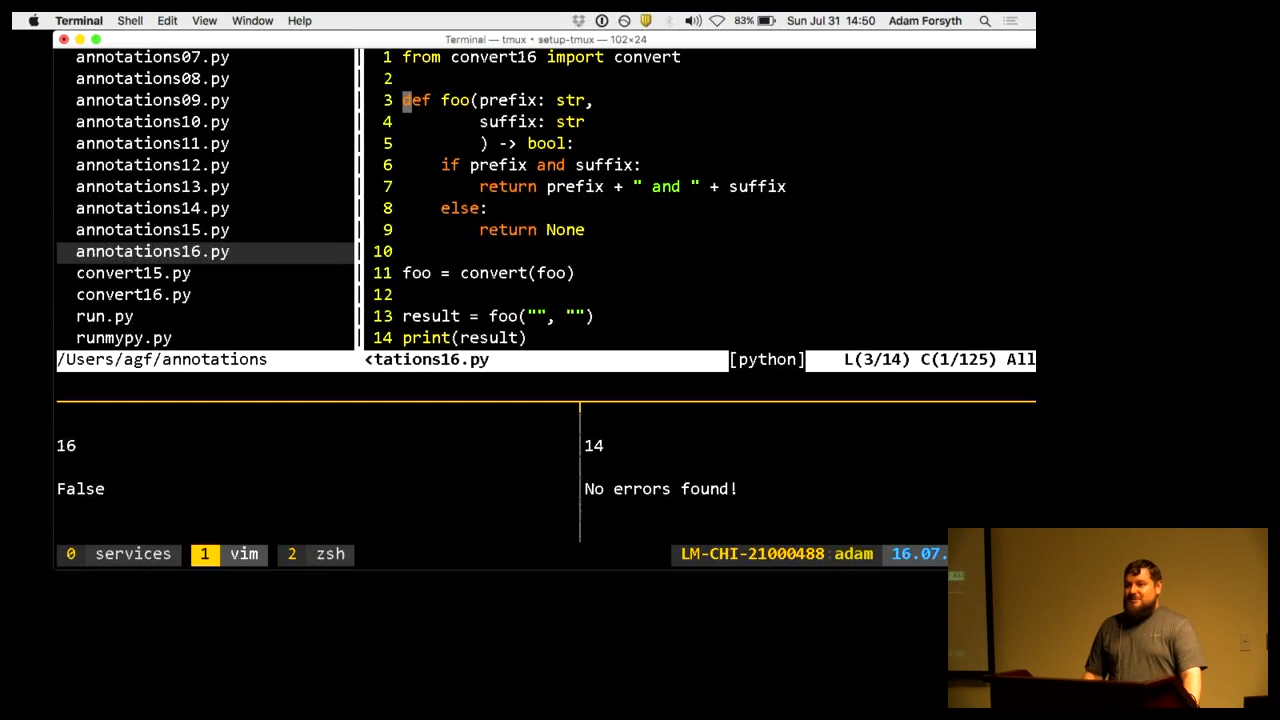 Terminal Shell Edit View Window Help 83% Sun Jul 31 14:50 Adam Forsyth
Terminal — tmux • setup-tmux — 102×24
annotations07.py
annotations08.py
annotations09.py
annotations10.py
annotations11.py
annotations12.py
annotations13.py
annotations14.py
annotations15.py
annotations16.py
convert15.py
convert16.py
run.py
runmypy.py
/Users/agf/annotations
1 from convert16 import convert
2
3 def foo(prefix: str,
4 suffix: str
5 ) -> bool:
6 if prefix and suffix:
7 return prefix + " and " + suffix
8 else:
9 return None
10
11 foo = convert(foo)
12
13 result = foo("", "")
14 print(result)
<tations16.py [python] L(3/14) C(1/125) All
16
False
14
No errors found!
0 services 1 vim 2 zsh LM-CHI-21000488:adam 16.07.